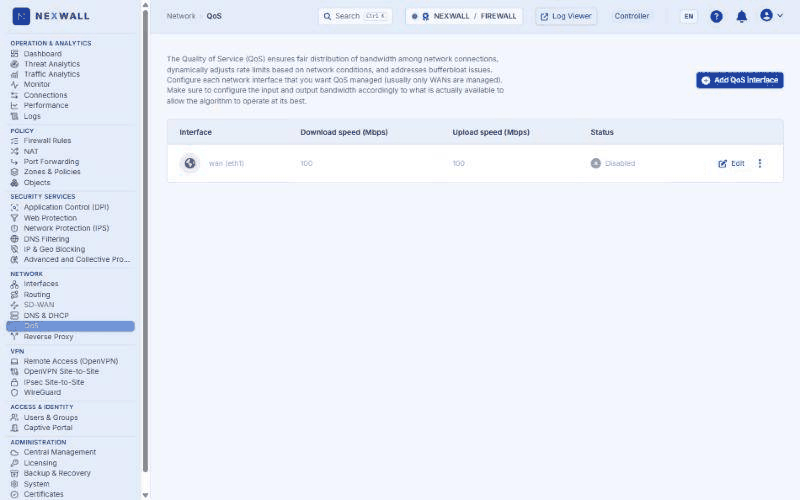 NEXWALL
Network › QoS
Search Ctrl K
NEXWALL / FIREWALL
Log Viewer
Controller
EN
OPERATION & ANALYTICS
Dashboard
Threat Analytics
Traffic Analytics
Monitor
Connections
Performance
Logs
POLICY
Firewall Rules
NAT
Port Forwarding
Zones & Policies
Objects
SECURITY SERVICES
Application Control (DPI)
Web Protection
Network Protection (IPS)
DNS Filtering
IP & Geo Blocking
Advanced and Collective Pro...
NETWORK
Interfaces
Routing
SD-WAN
DNS & DHCP
QoS
Reverse Proxy
VPN
Remote Access (OpenVPN)
OpenVPN Site-to-Site
IPsec Site-to-Site
WireGuard
ACCESS & IDENTITY
Users & Groups
Captive Portal
ADMINISTRATION
Central Management
Licensing
Backup & Recovery
System
Certificates
The Quality of Service (QoS) ensures fair distribution of bandwidth among network connections,
dynamically adjusts rate limits based on network conditions, and addresses bufferbloat issues.
Configure each network interface that you want QoS managed (usually only WANs are managed).
Make sure to configure the input and output bandwidth accordingly to what is actually available to
allow the algorithm to operate at its best.
Add QoS interface
Interface Download speed (Mbps) Upload speed (Mbps) Status
wan (eth1) 100 100 Disabled Edit